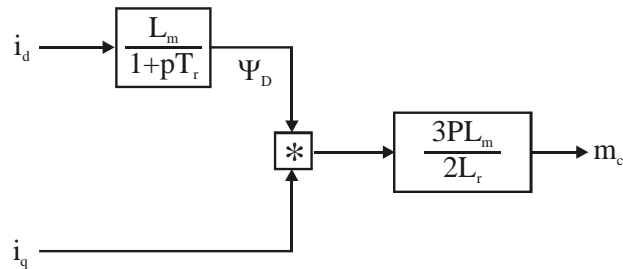 i_d
L_m
1+pT_r
Ψ_D
*
3PL_m
2L_r
m_c
i_q